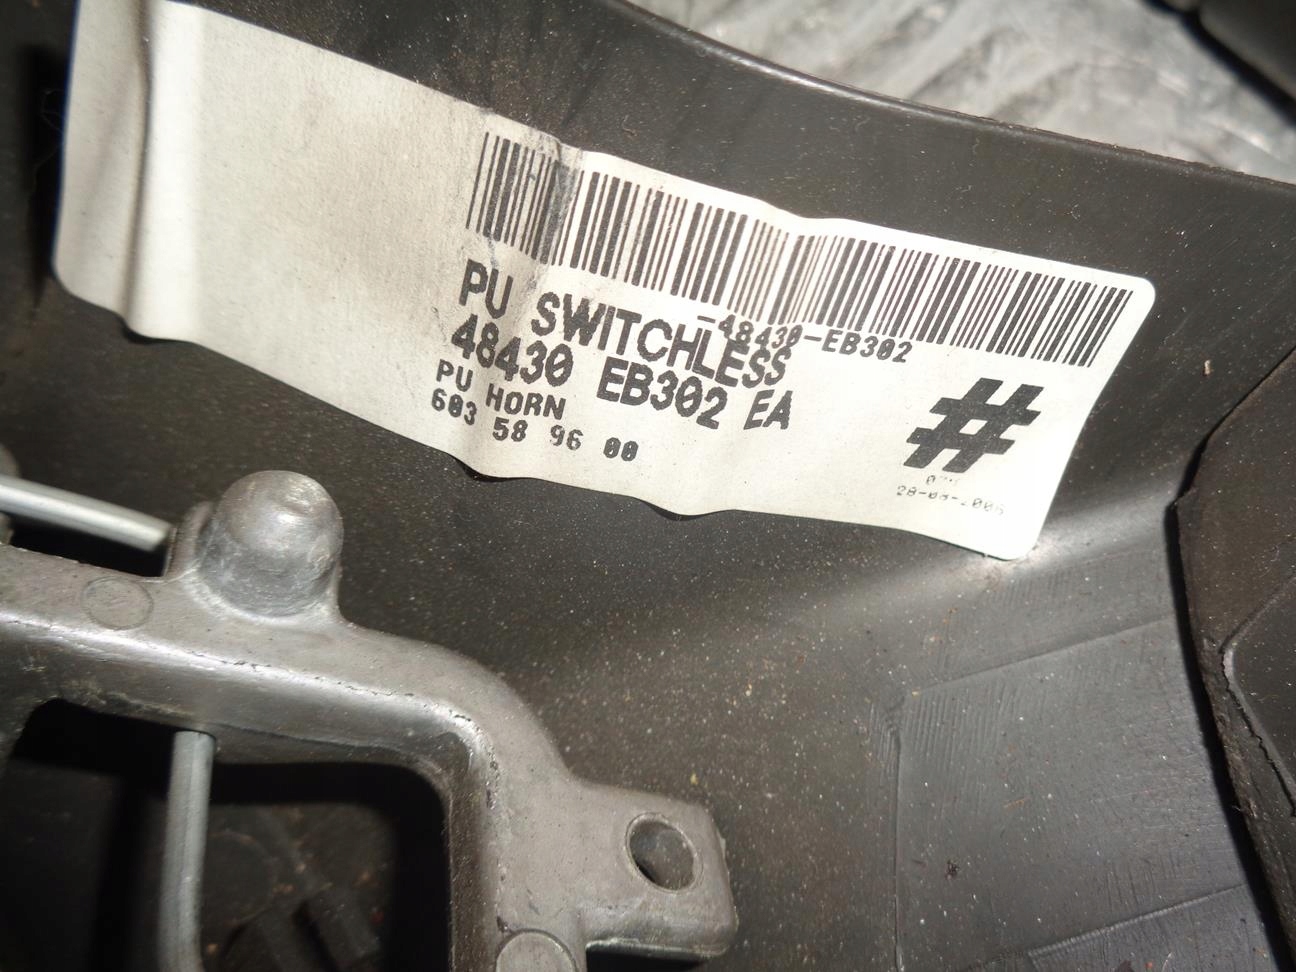 -48430-EB302
PU SWITCHLESS
48430 EB302 EA
PU HORN
603 58 96 00
#